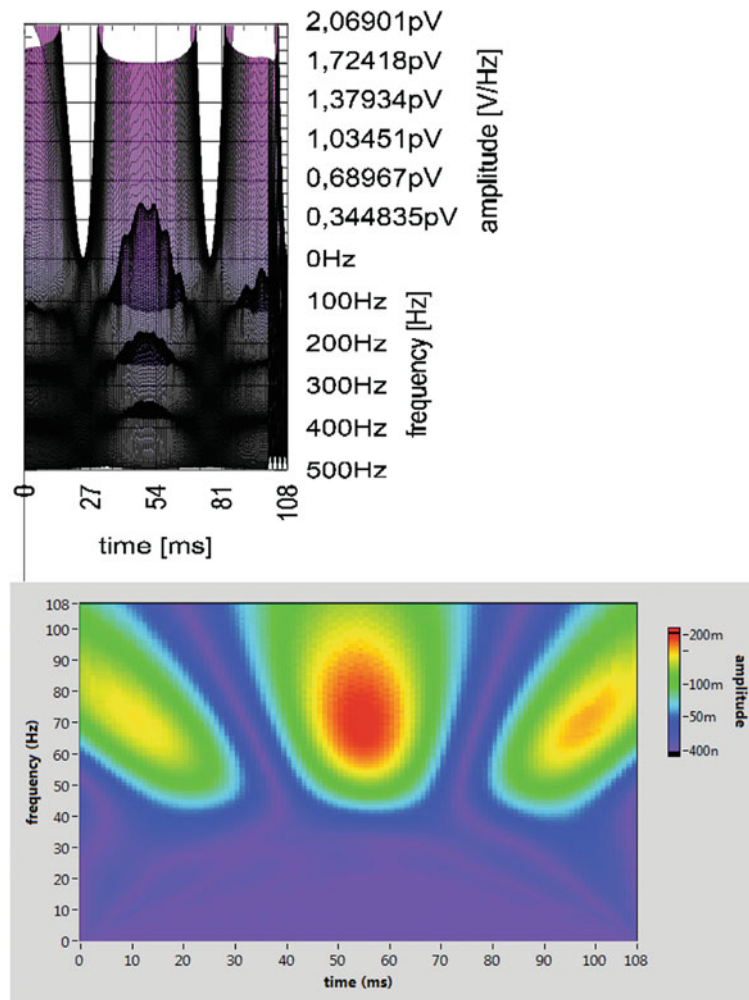 2,06901pV
1,72418pV
1,37934pV
1,03451pV
0,68967pV
0,344835pV
amplitude [V/Hz]
0Hz
100Hz
200Hz
300Hz
400Hz
500Hz
frequency [Hz]
0 27 54 81 108
time [ms]
108
100
90
80
70
60
50
40
30
20
10
0
frequency (Hz)
0 10 20 30 40 50 60 70 80 90 100 108
time (ms)
200m
100m
50m
400n
amplitude